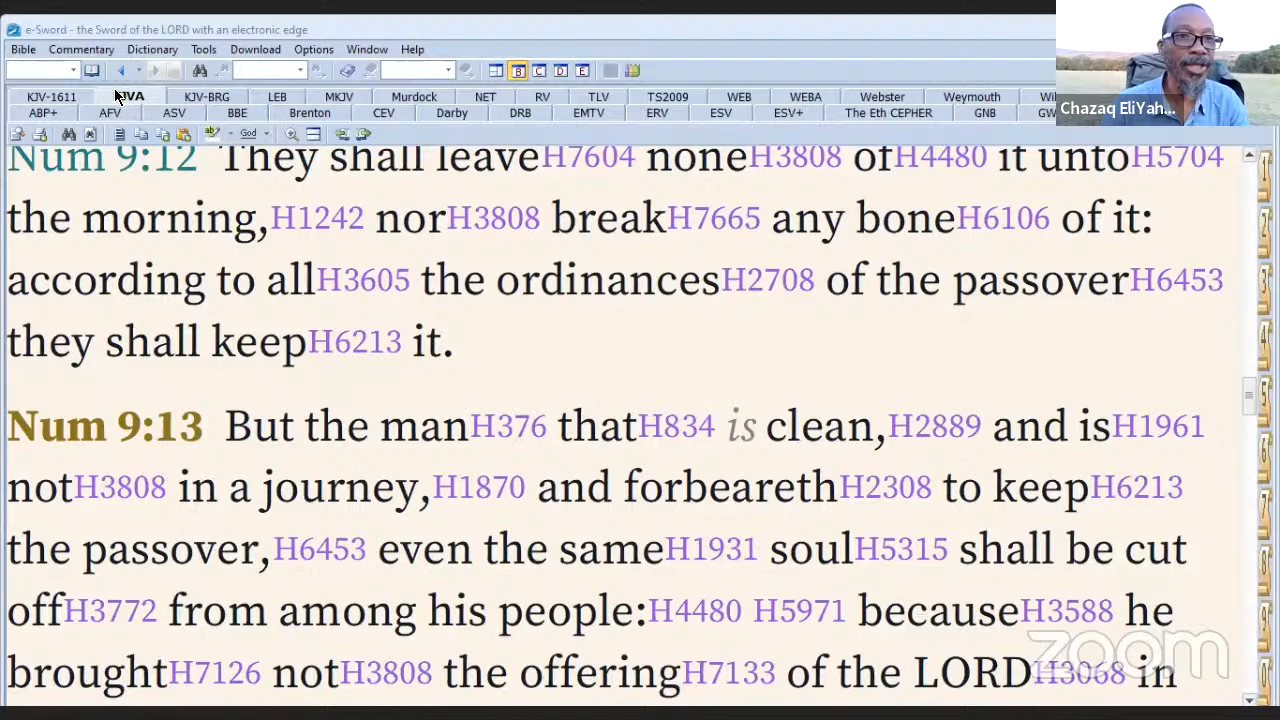 e-Sword - the Sword of the LORD with an electronic edge
Bible Commentary Dictionary Tools Download Options Window Help
B C D E
KJV-1611 KJVA KJV-BRG LEB MKJV Murdock NET RV TLV TS2009 WEB WEBA Webster Weymouth
ABP+ AFV ASV BBE Brenton CEV Darby DRB EMTV ERV ESV ESV+ The Eth CEPHER GNB
God
Chazaq EliYah...
Num 9:12 They shall leaveH7604 noneH3808 ofH4480 it untoH5704
the morning,H1242 norH3808 breakH7665 any boneH6106 of it:
according to allH3605 the ordinancesH2708 of the passoverH6453
they shall keepH6213 it.
Num 9:13 But the manH376 thatH834 is clean,H2889 and isH1961
notH3808 in a journey,H1870 and forbearethH2308 to keepH6213
the passover,H6453 even the sameH1931 soulH5315 shall be cut
offH3772 from among his people:H4480 H5971 becauseH3588 he
broughtH7126 notH3808 the offeringH7133 of the LORDH3068 in
zoom